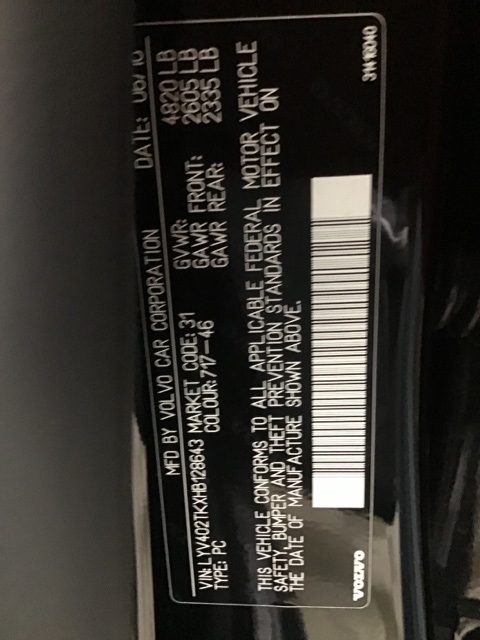 MFD BY VOLVO CAR CORPORATION DATE: 06/16
GVWR: 4820 LB
GAWR FRONT: 2605 LB
GAWR REAR: 2335 LB
VIN: LYV402TKXHB128643 MARKET CODE: 31
TYPE: PC COLOUR: 717-46
THIS VEHICLE CONFORMS TO ALL APPLICABLE FEDERAL MOTOR VEHICLE
SAFETY, BUMPER AND THEFT PREVENTION STANDARDS IN EFFECT ON
THE DATE OF MANUFACTURE SHOWN ABOVE.
VOLVO 31418040